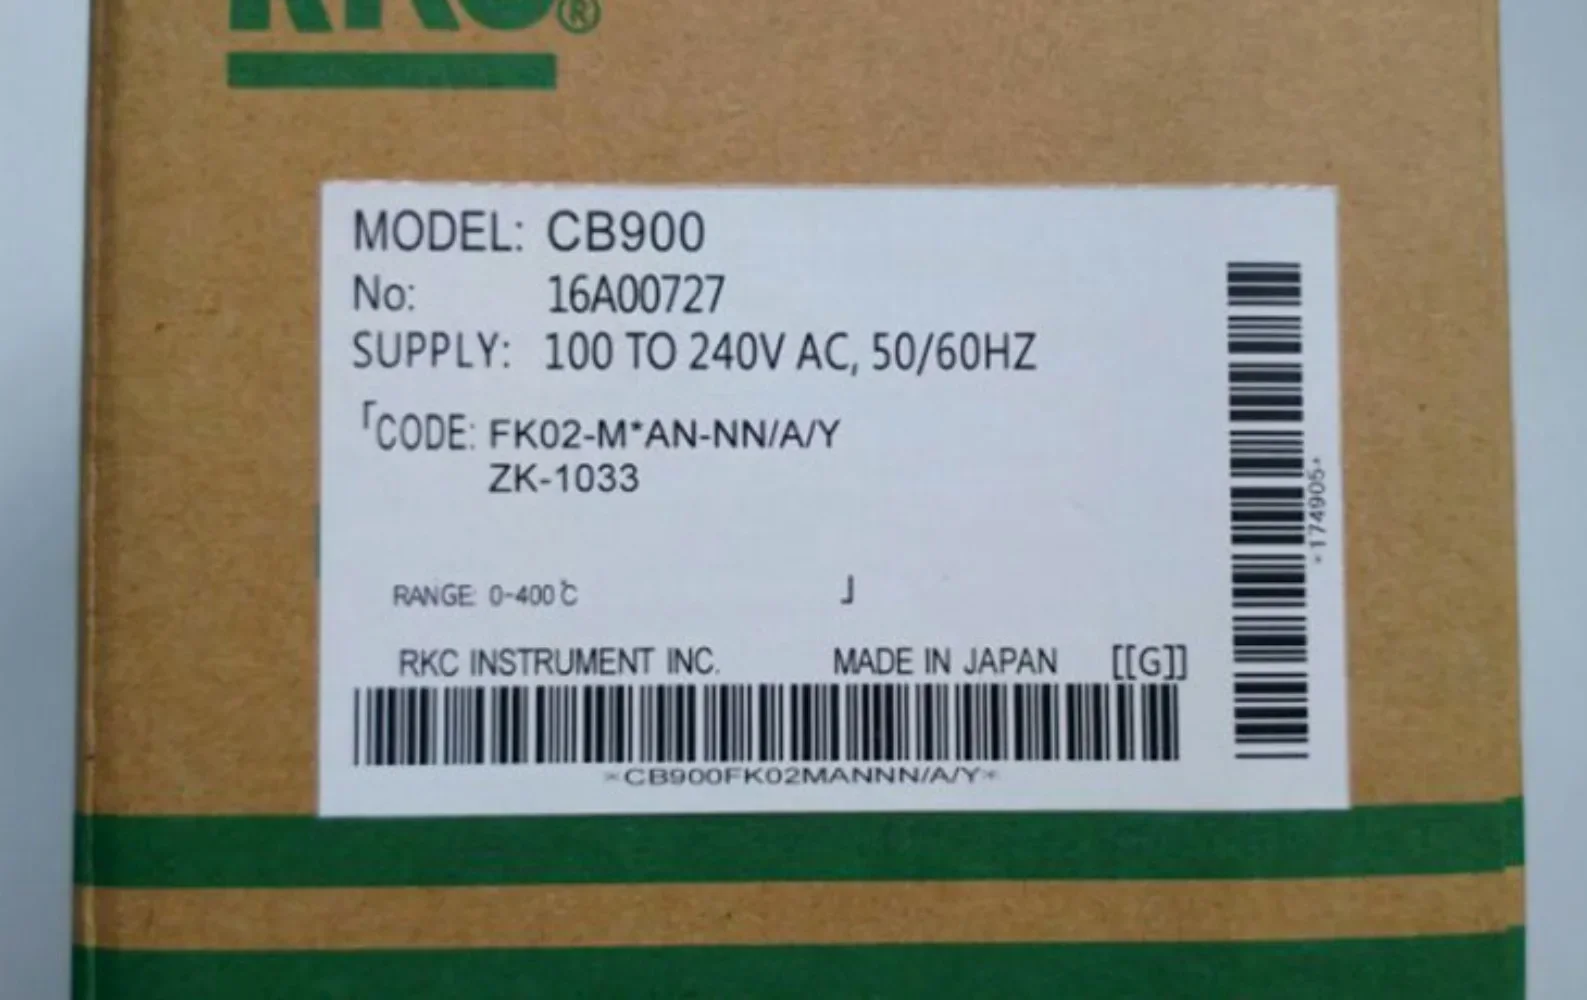 RKC®
MODEL: CB900
No: 16A00727
SUPPLY: 100 TO 240V AC, 50/60HZ
「CODE: FK02-M*AN-NN/A/Y
ZK-1033
RANGE: 0-400℃ 」
RKC INSTRUMENT INC. MADE IN JAPAN [[G]]
*CB900FK02MANNN/A/Y*
*174905*